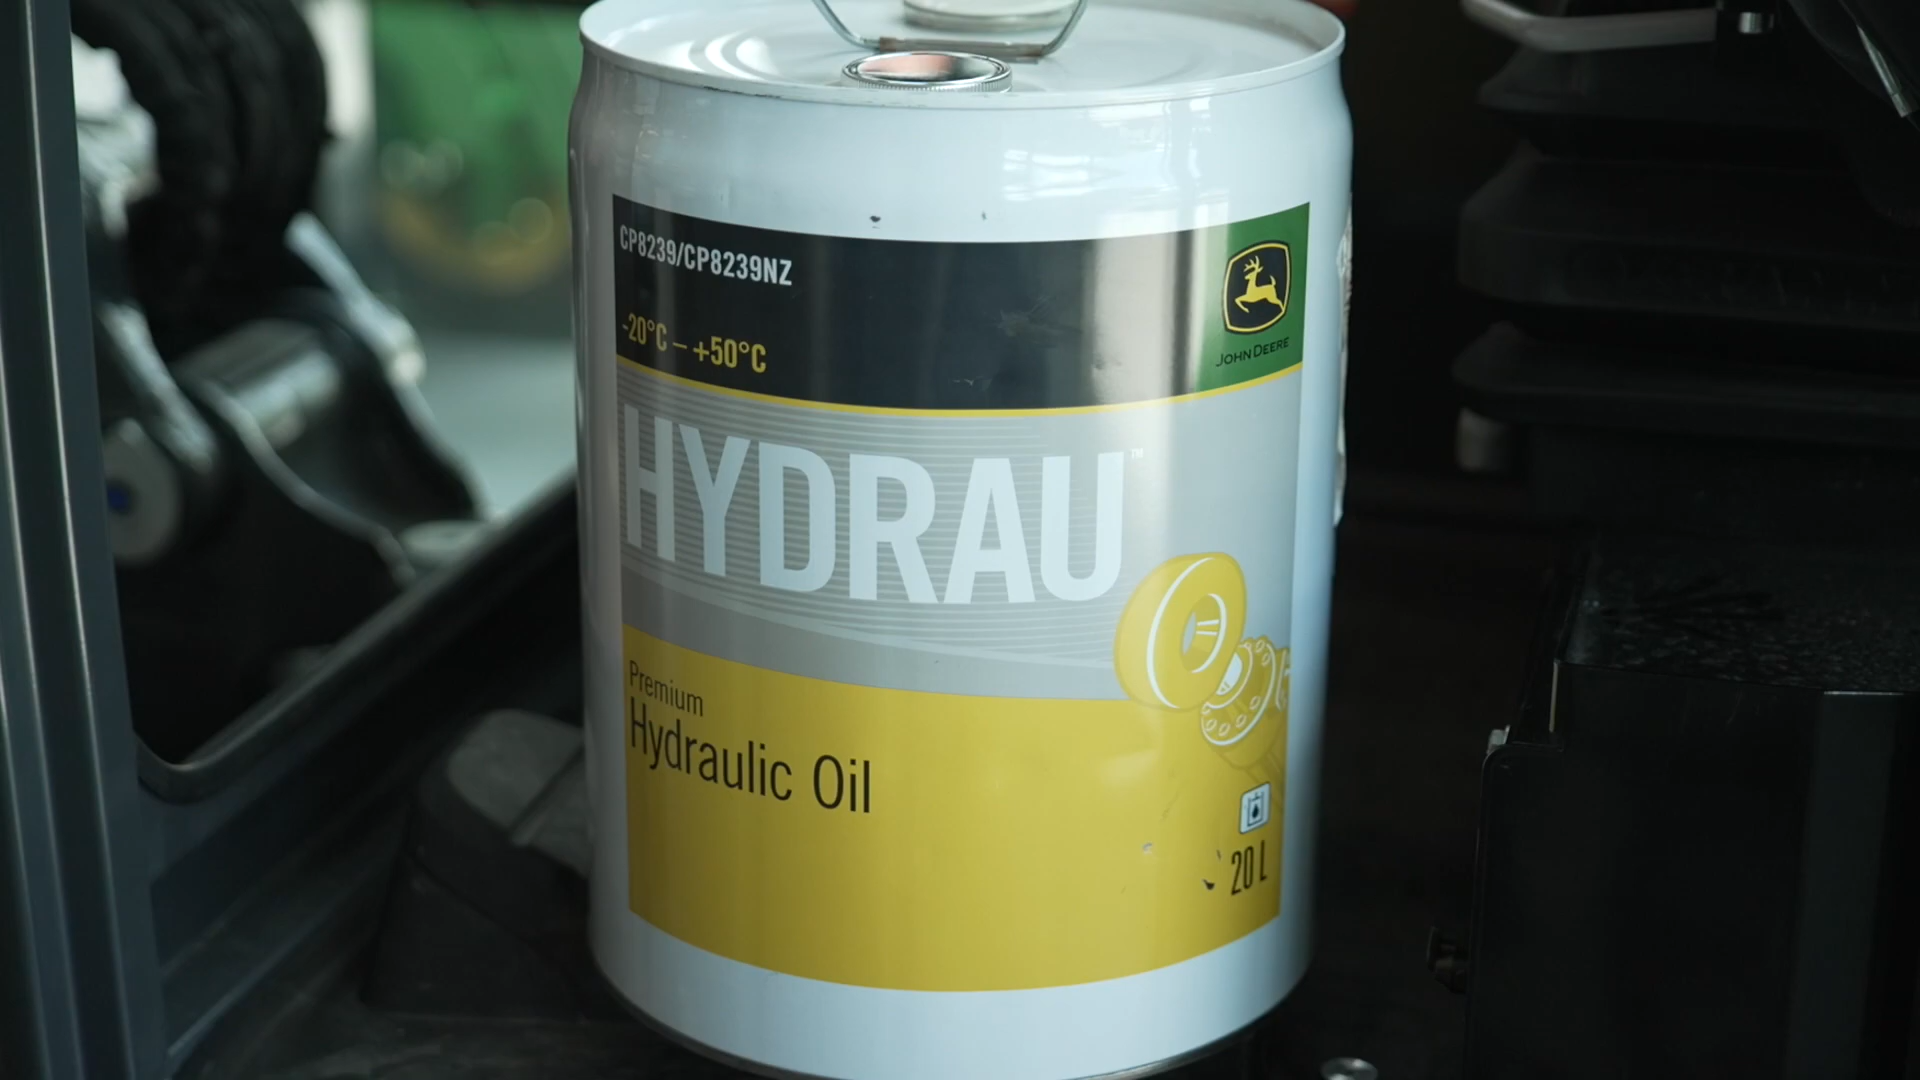 CP8239/CP8239NZ
-20°C – +50°C
JOHN DEERE
HYDRAU™
Premium
Hydraulic Oil
20 L